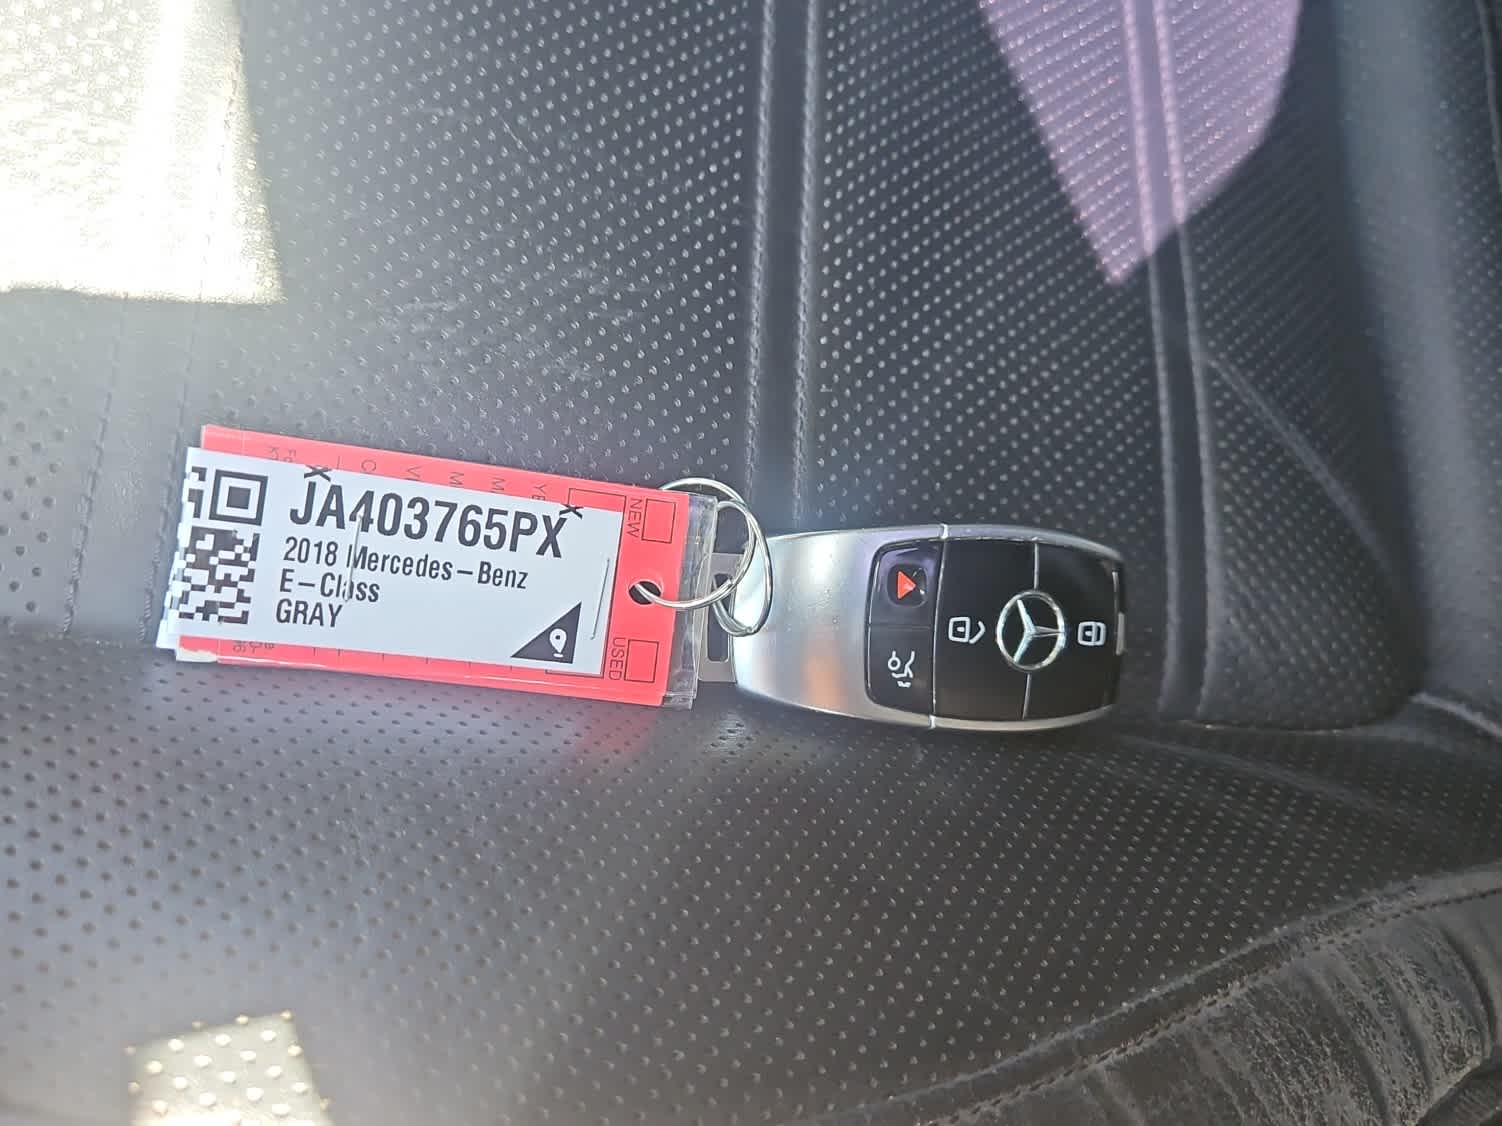 JA403765PX
2018 Mercedes-Benz
E-Class
GRAY
NEW
USED